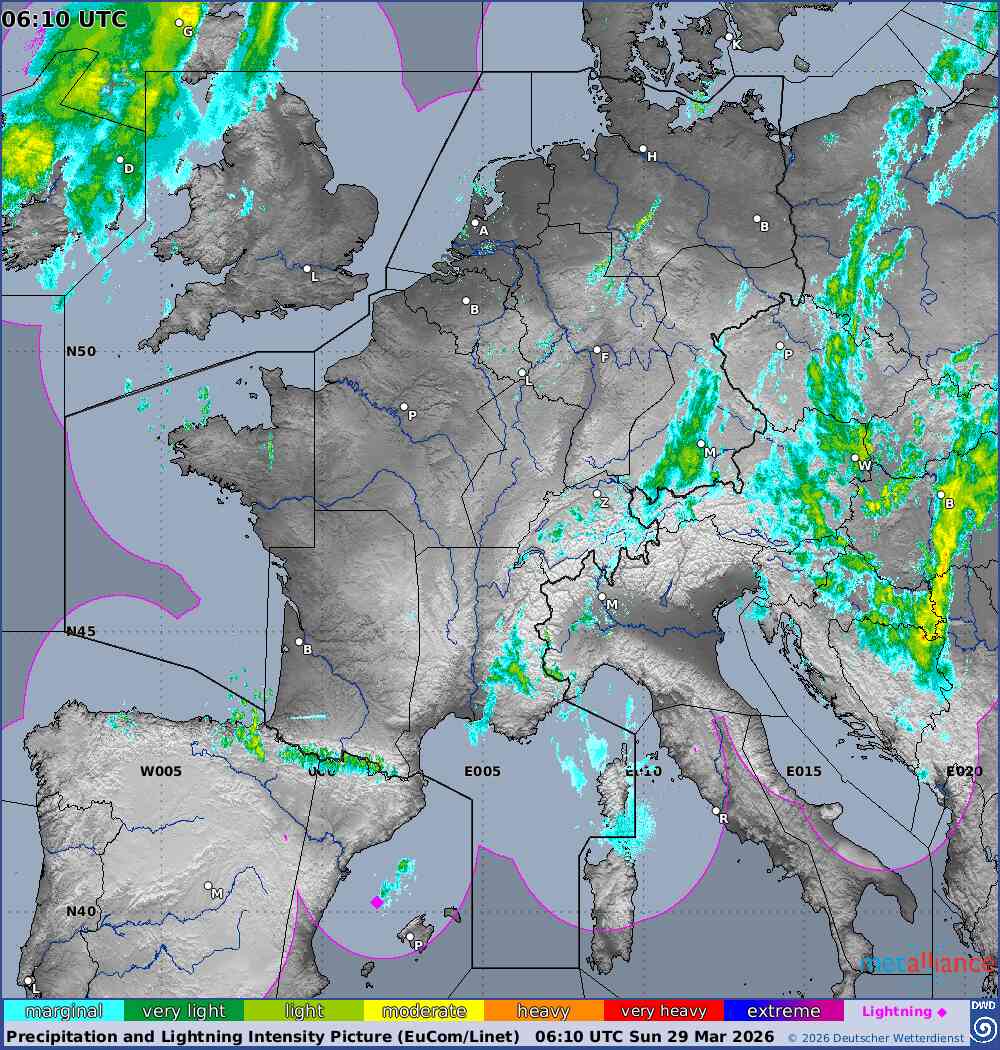 06:10 UTC
G
K
D
H
A
B
L
B
N50
P
F
P
L
M
W
Z
B
M
N45
B
W005
000
E005
E010
E015
E020
R
M
N40
P
L
metalliance
marginal very light light moderate heavy very heavy extreme Lightning ◆ DWD
Precipitation and Lightning Intensity Picture (EuCom/Linet) 06:10 UTC Sun 29 Mar 2026 © 2026 Deutscher Wetterdienst